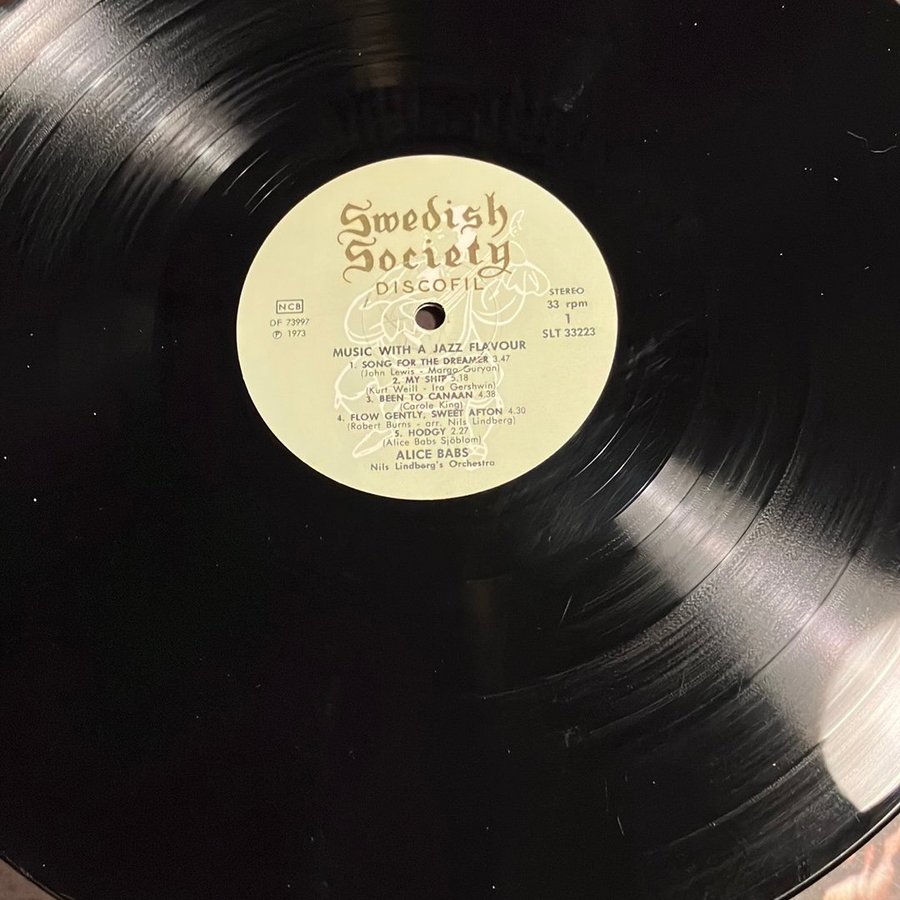 Swedish
Society
DISCOFIL
NCB
DF 73997
℗ 1973
STEREO
33 rpm
1
SLT 33223
MUSIC WITH A JAZZ FLAVOUR
1. SONG FOR THE DREAMER 3.47
(John Lewis - Margo Guryan)
2. MY SHIP 5.18
(Kurt Weill - Ira Gershwin)
3. BEEN TO CANAAN 4.38
(Carole King)
4. FLOW GENTLY, SWEET AFTON 4.30
(Robert Burns - arr. Nils Lindberg)
5. HODGY 2.27
(Alice Babs Sjöblom)
ALICE BABS
Nils Lindberg's Orchestra